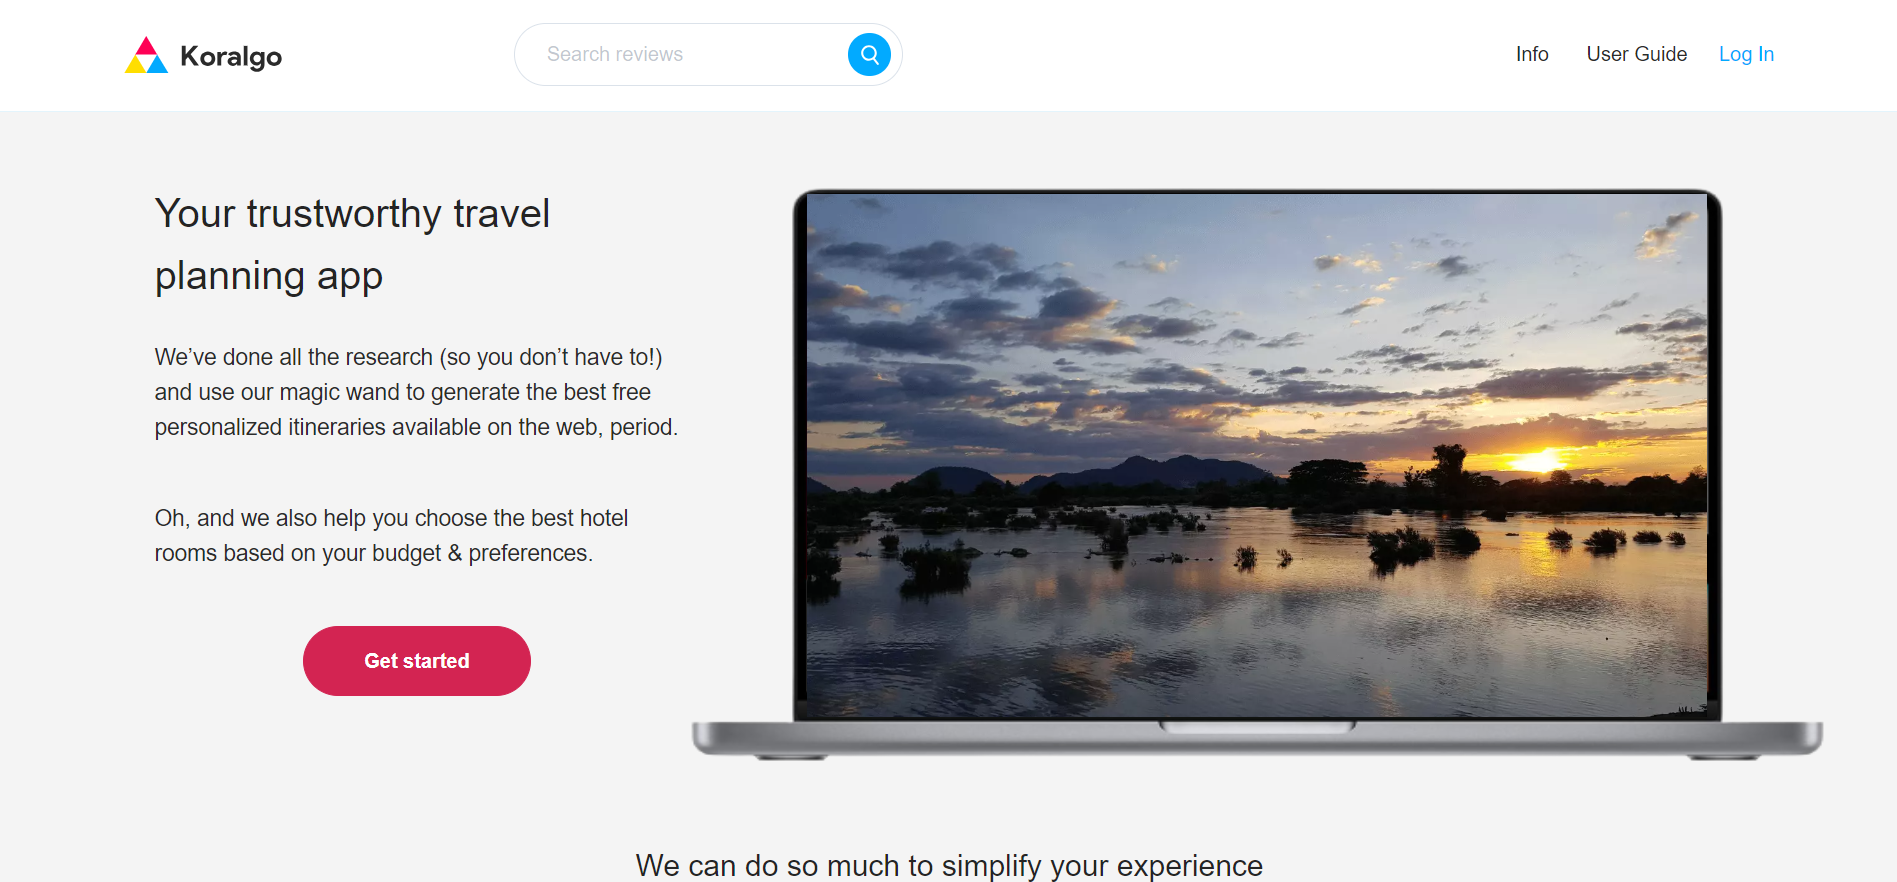 Koralgo
Search reviews
Info
User Guide
Log In
Your trustworthy travel
planning app
We’ve done all the research (so you don’t have to!)
and use our magic wand to generate the best free
personalized itineraries available on the web, period.
Oh, and we also help you choose the best hotel
rooms based on your budget & preferences.
Get started
We can do so much to simplify your experience